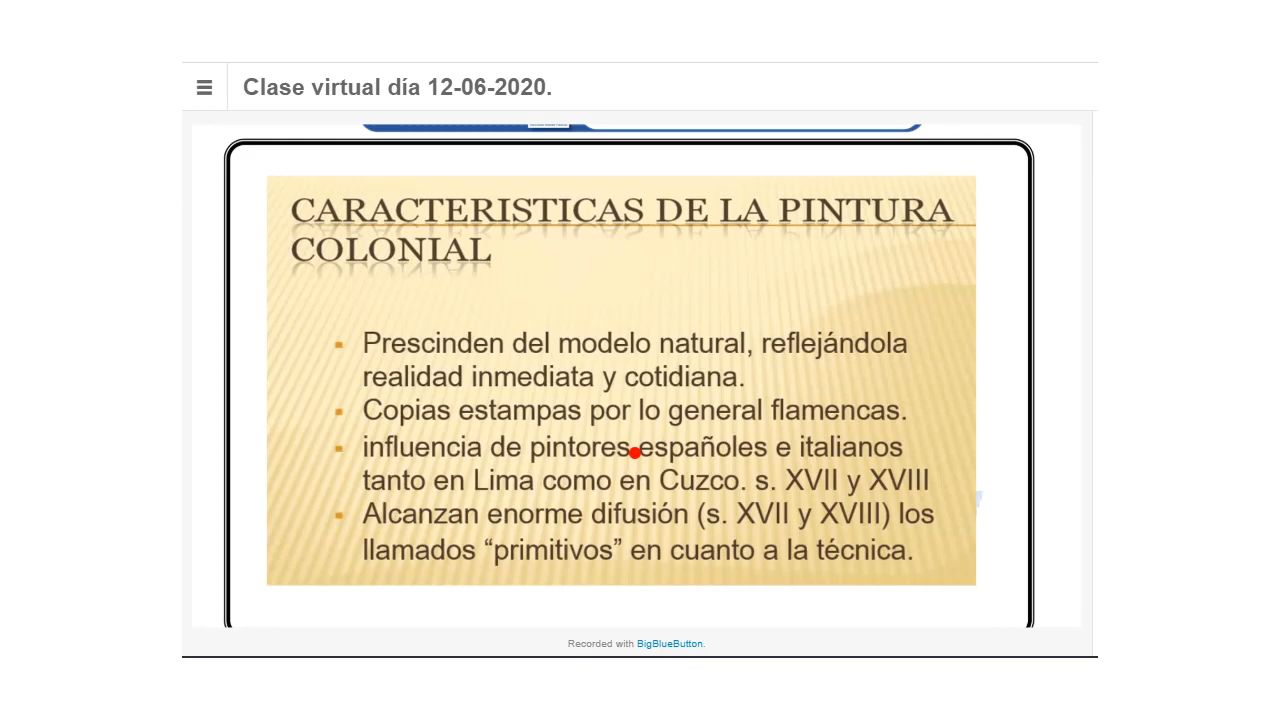 Clase virtual día 12-06-2020.
CARACTERISTICAS DE LA PINTURA
COLONIAL
Prescinden del modelo natural, reflejándola
realidad inmediata y cotidiana.
Copias estampas por lo general flamencas.
influencia de pintores españoles e italianos
tanto en Lima como en Cuzco. s. XVII y XVIII
Alcanzan enorme difusión (s. XVII y XVIII) los
llamados “primitivos” en cuanto a la técnica.
Recorded with BigBlueButton.